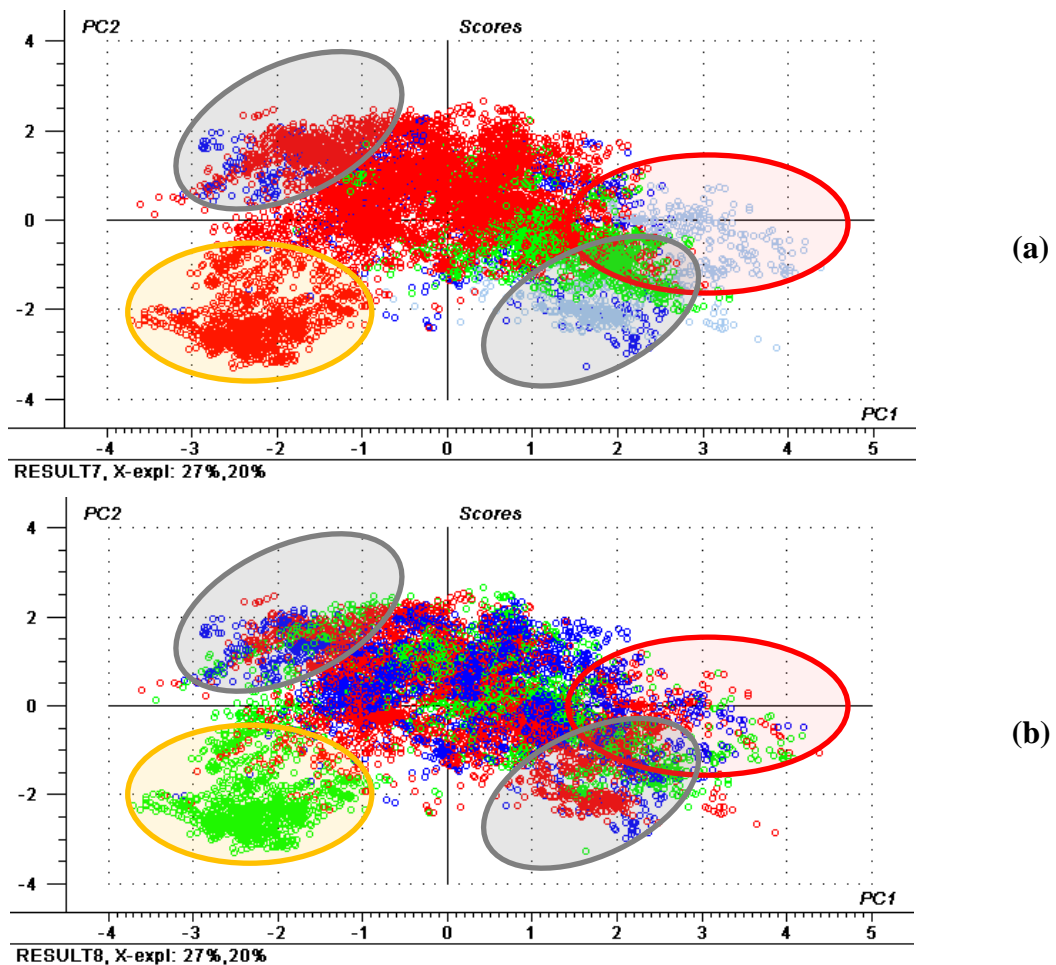 PC2 Scores
4
2
0
-2
-4
(a)
PC1
-4 -3 -2 -1 0 1 2 3 4 5
RESULT7, X-expl: 27%,20%
PC2 Scores
4
2
0
-2
-4
(b)
PC1
-4 -3 -2 -1 0 1 2 3 4 5
RESULT8, X-expl: 27%,20%